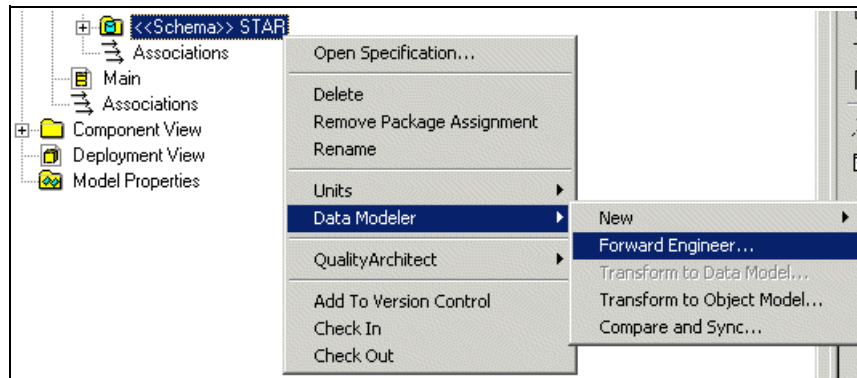 <<Schema>> STAR
Associations
Main
Associations
Component View
Deployment View
Model Properties
Open Specification...
Delete
Remove Package Assignment
Rename
Units
Data Modeler
QualityArchitect
Add To Version Control
Check In
Check Out
New
Forward Engineer...
Transform to Data Model...
Transform to Object Model...
Compare and Sync...